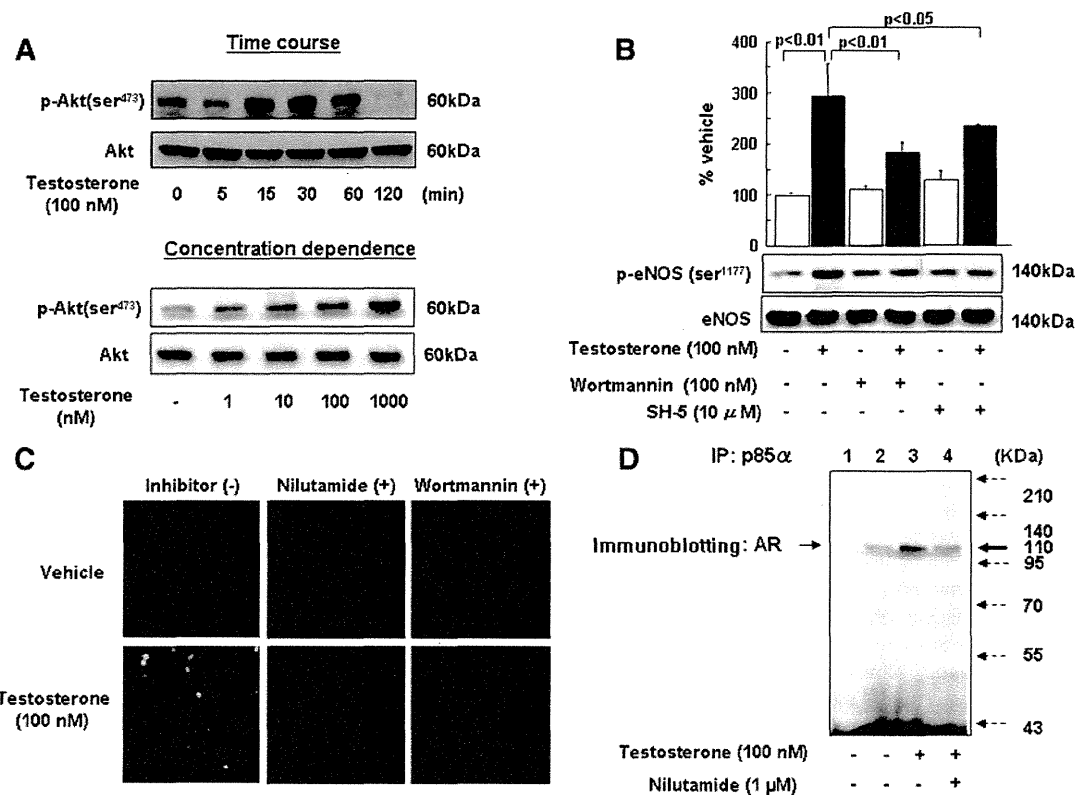 A
Time course
p-Akt(ser473) 60kDa
Akt 60kDa
Testosterone (100 nM) 0 5 15 30 60 120 (min)
Concentration dependence
p-Akt(ser473) 60kDa
Akt 60kDa
Testosterone (nM) - 1 10 100 1000
B
p<0.05
p<0.01 p<0.01
% vehicle
400
300
200
100
0
p-eNOS (ser1177) 140kDa
eNOS 140kDa
Testosterone (100 nM) - + - + - +
Wortmannin (100 nM) - - + + - -
SH-5 (10 μM) - - - - + +
C
Inhibitor (-) Nilutamide (+) Wortmannin (+)
Vehicle
Testosterone (100 nM)
D
IP: p85α 1 2 3 4 (KDa)
Immunoblotting: AR
210
140
110
95
70
55
43
Testosterone (100 nM) - - + +
Nilutamide (1 μM) - - - +